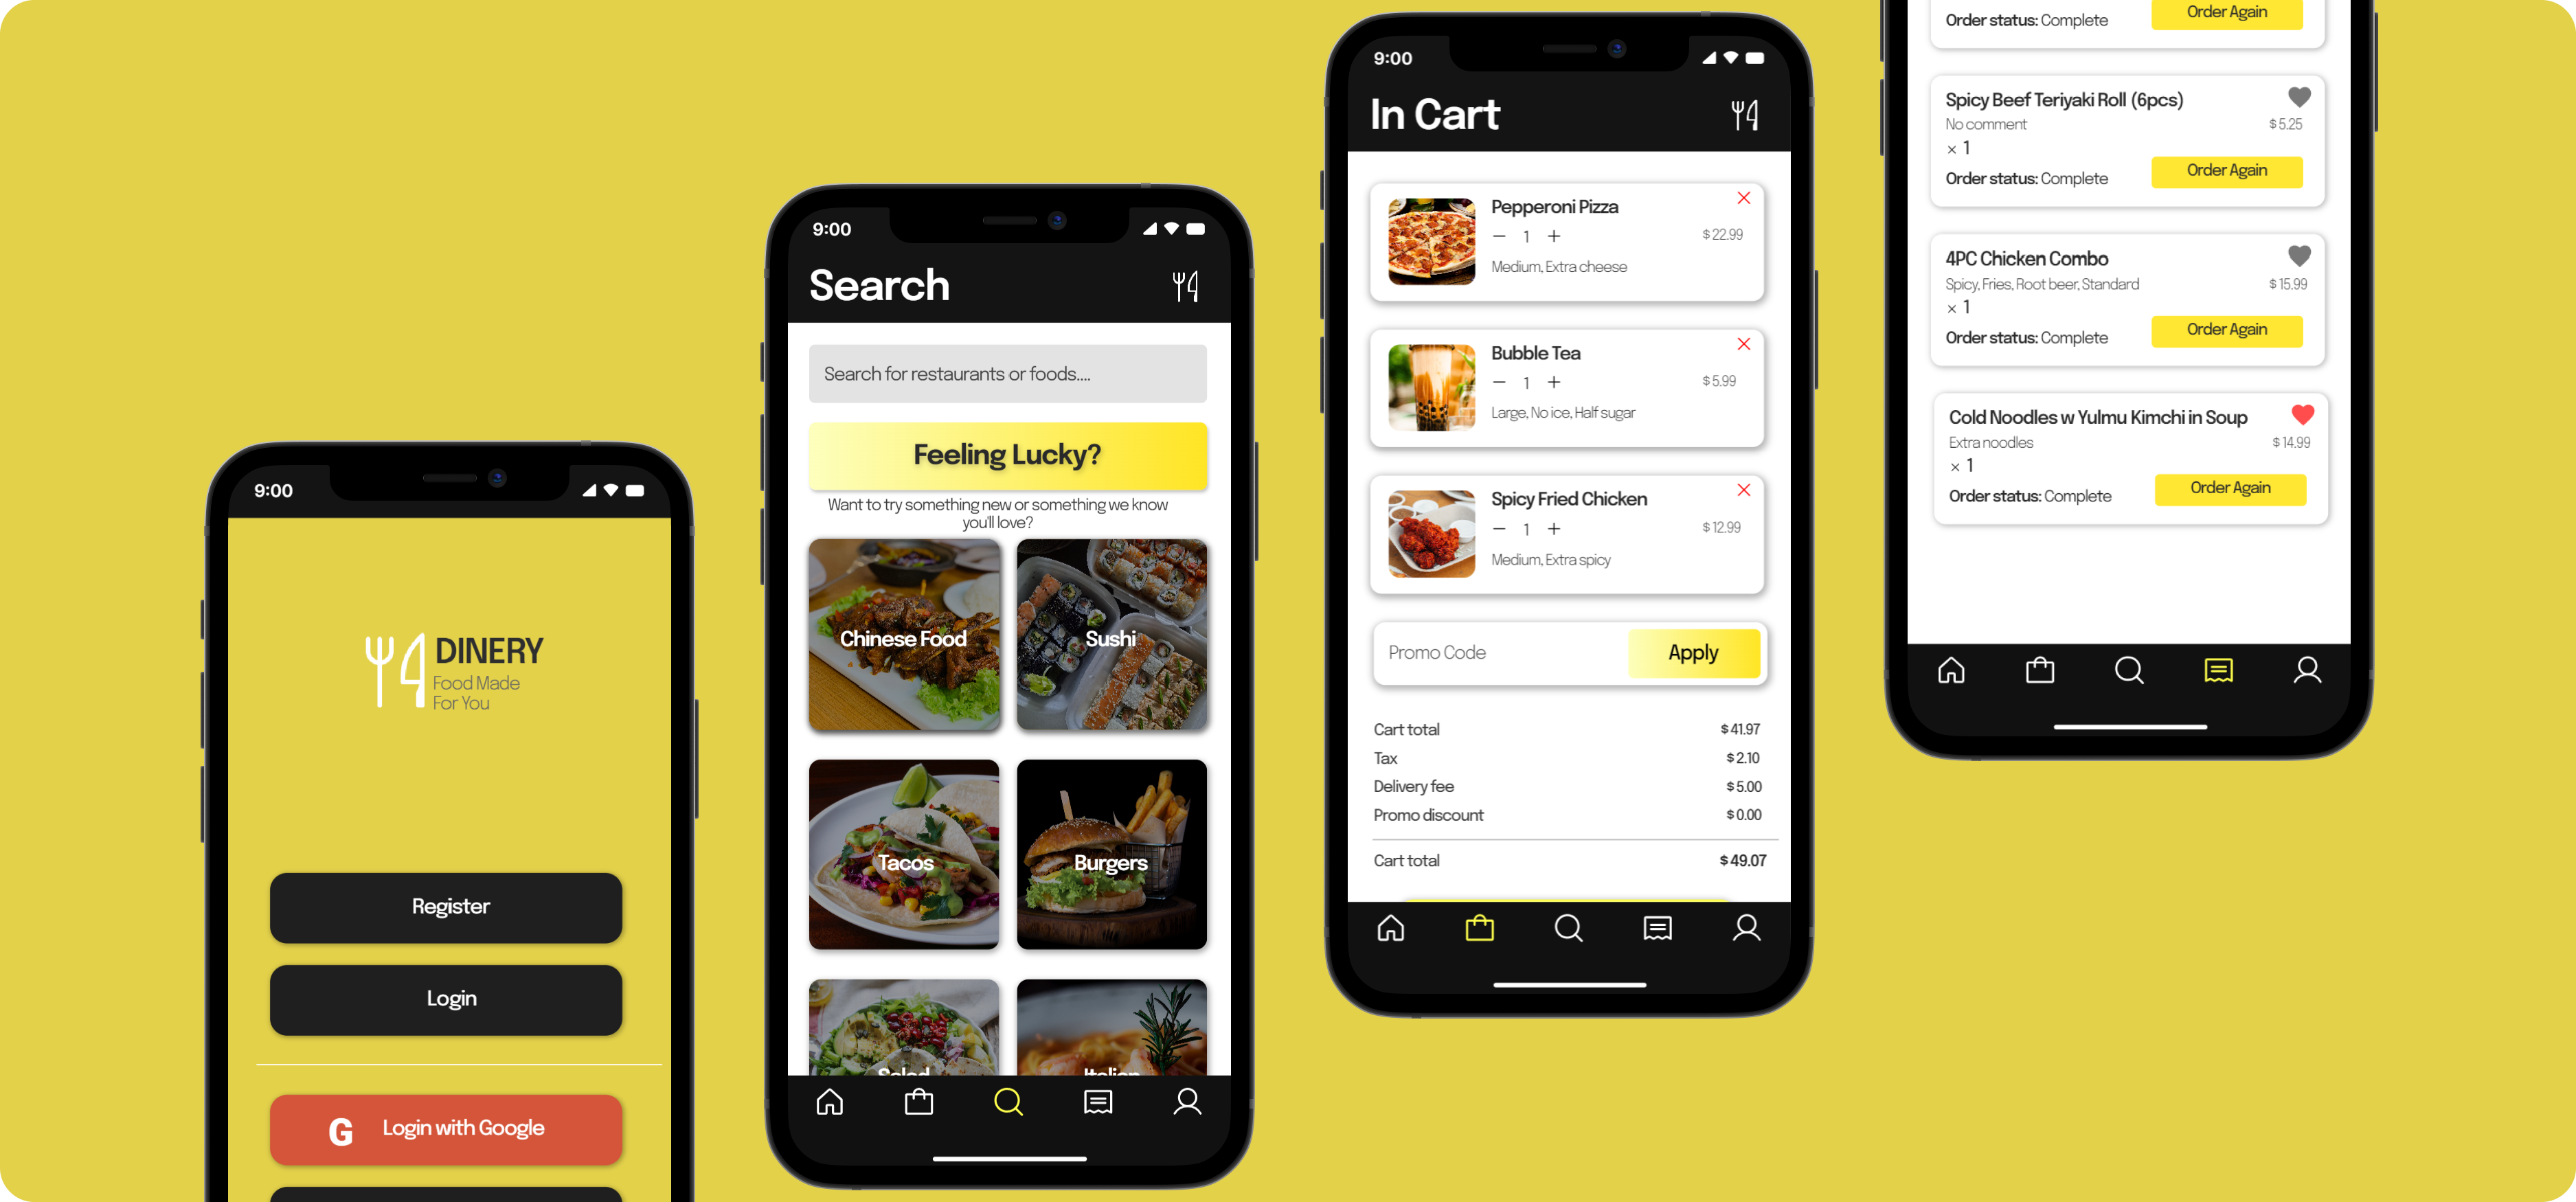 9:00
DINERY
Food Made
For You
Register
Login
G Login with Google
9:00
Search
Search for restaurants or foods....
Feeling Lucky?
Want to try something new or something we know
you'll love?
Chinese Food
Sushi
Tacos
Burgers
Salad
Italian
9:00
In Cart
Pepperoni Pizza
− 1 + $ 22.99
Medium, Extra cheese
Bubble Tea
− 1 + $ 5.99
Large, No ice, Half sugar
Spicy Fried Chicken
− 1 + $ 12.99
Medium, Extra spicy
Promo Code Apply
Cart total $ 41.97
Tax $ 2.10
Delivery fee $ 5.00
Promo discount $ 0.00
Cart total $ 49.07
Order status: Complete Order Again
Spicy Beef Teriyaki Roll (6pcs)
No comment $ 5.25
× 1
Order status: Complete Order Again
4PC Chicken Combo
Spicy, Fries, Root beer, Standard $ 15.99
× 1
Order status: Complete Order Again
Cold Noodles w Yulmu Kimchi in Soup
Extra noodles $ 14.99
× 1
Order status: Complete Order Again